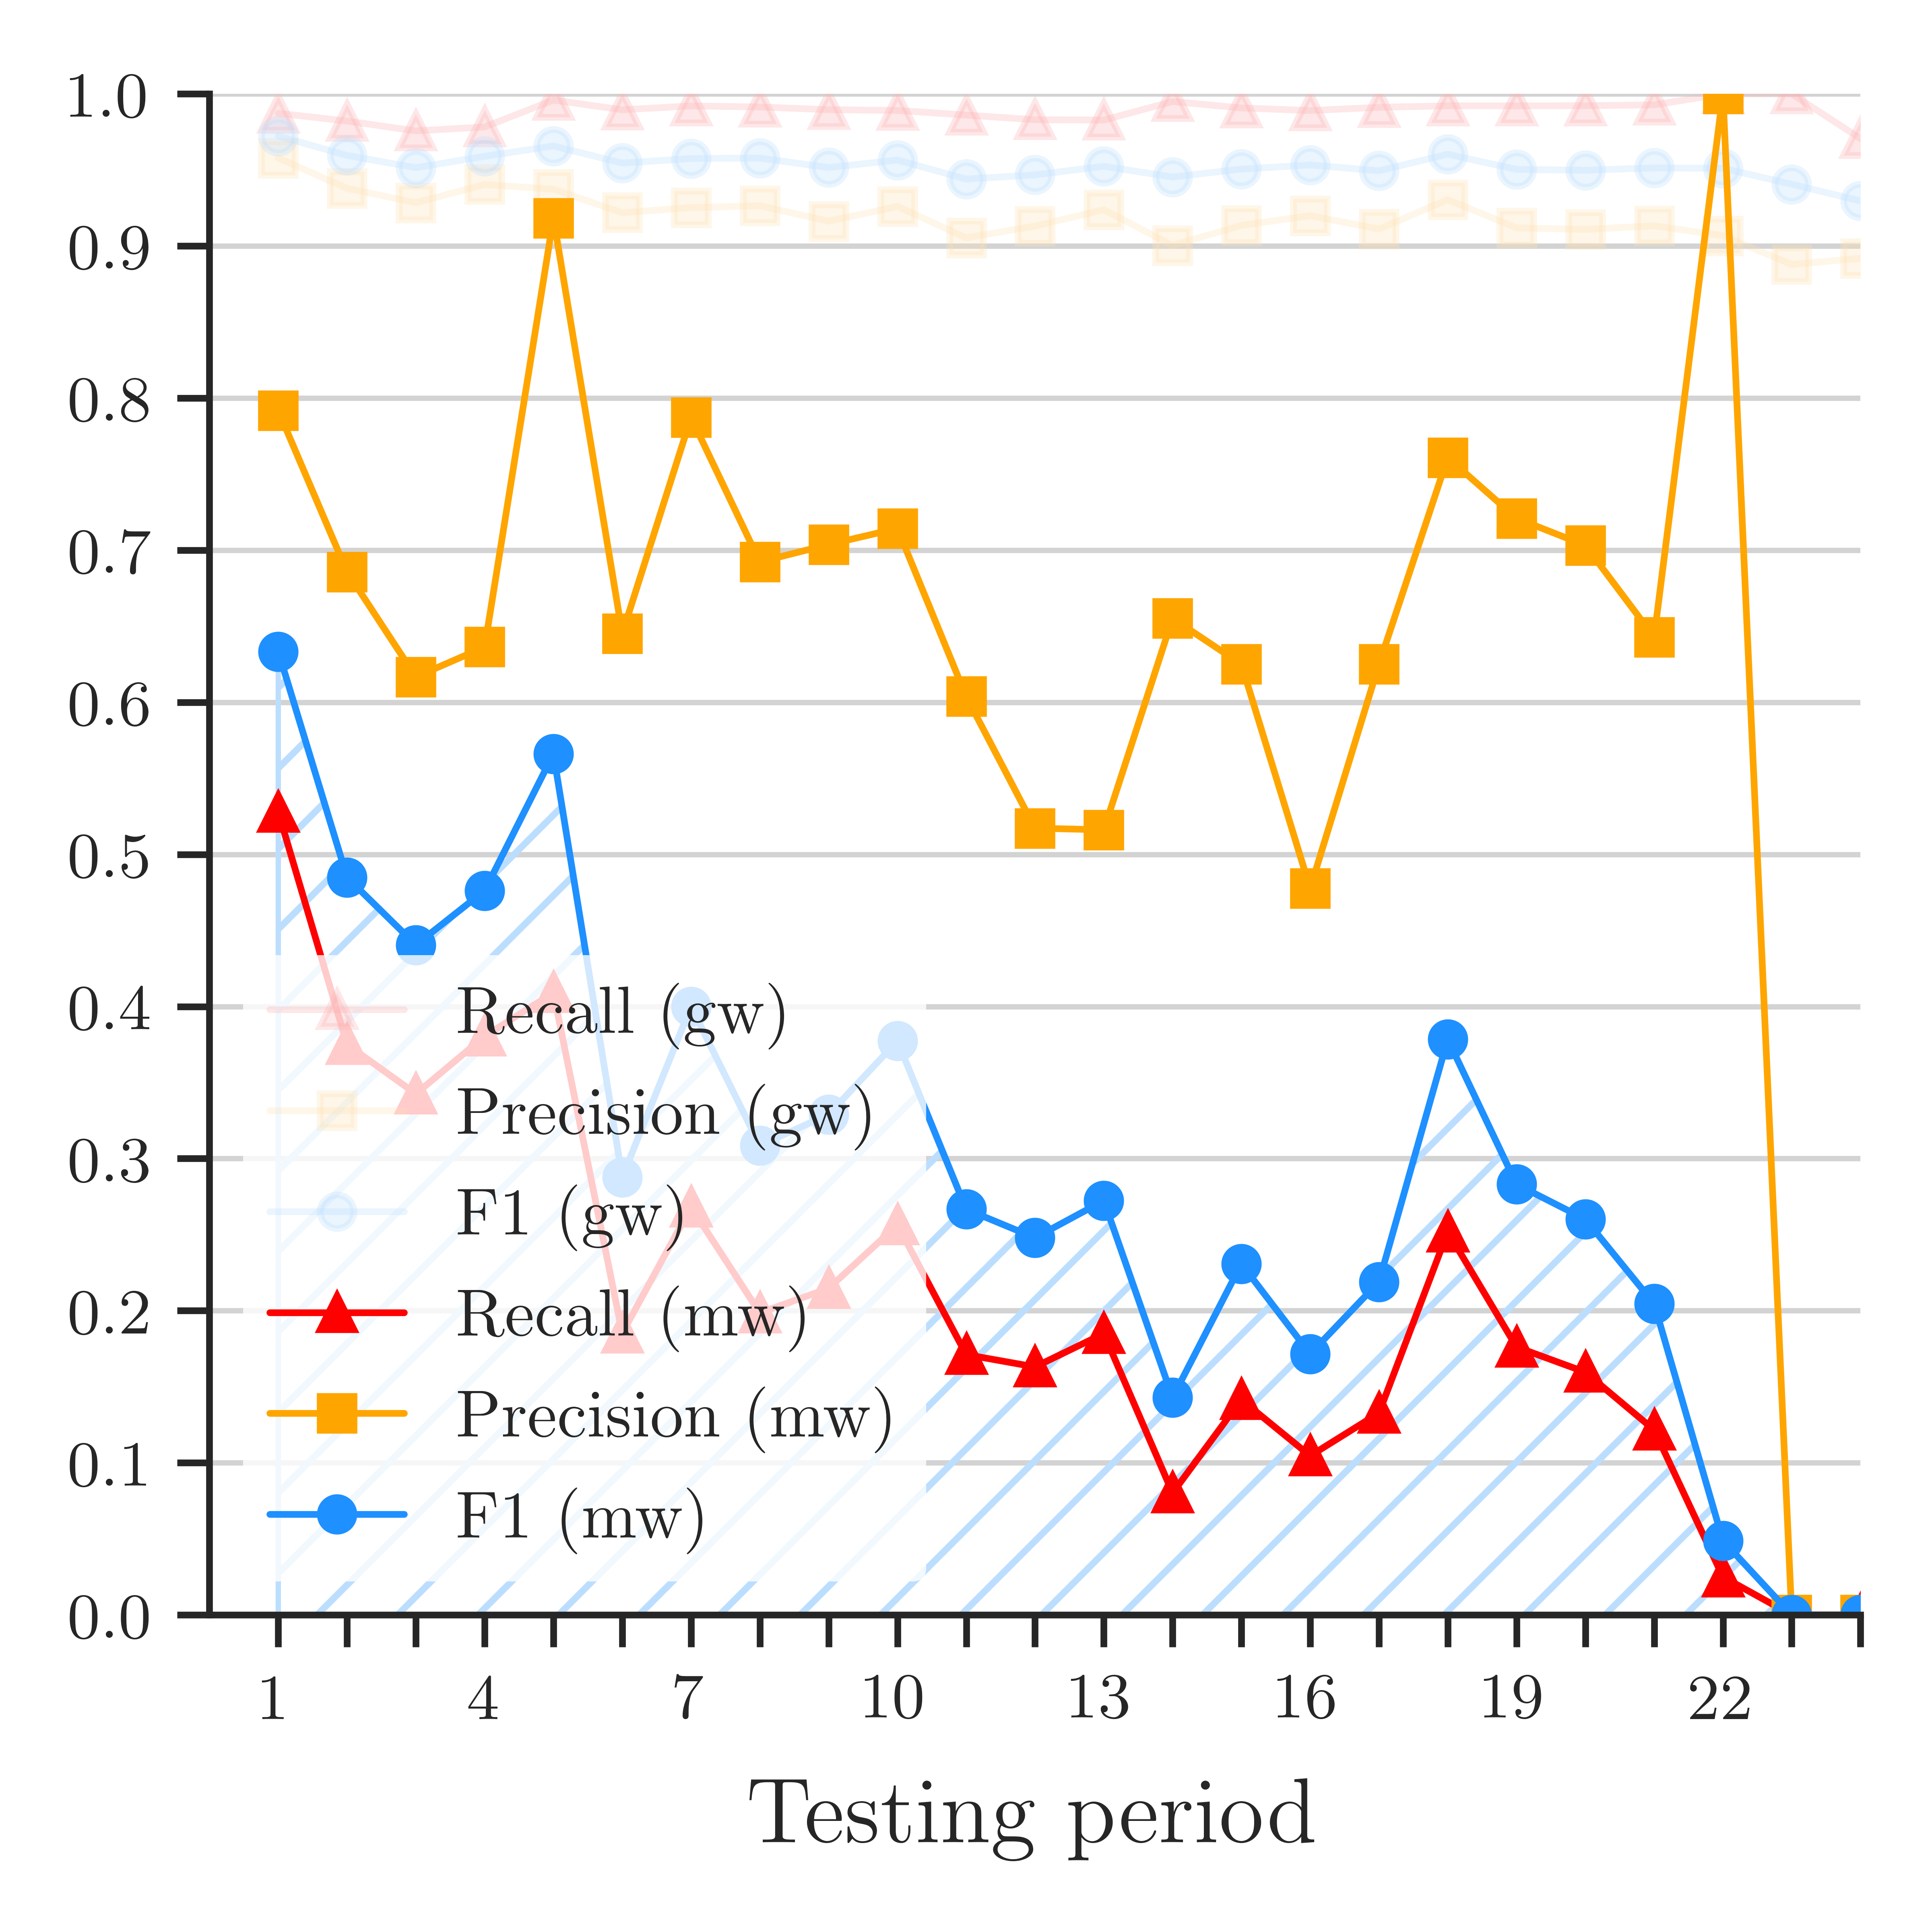 1.0
0.9
0.8
0.7
0.6
0.5
0.4
0.3
0.2
0.1
0.0
Recall (gw)
Precision (gw)
F1 (gw)
Recall (mw)
Precision (mw)
F1 (mw)
1 4 7 10 13 16 19 22
Testing period